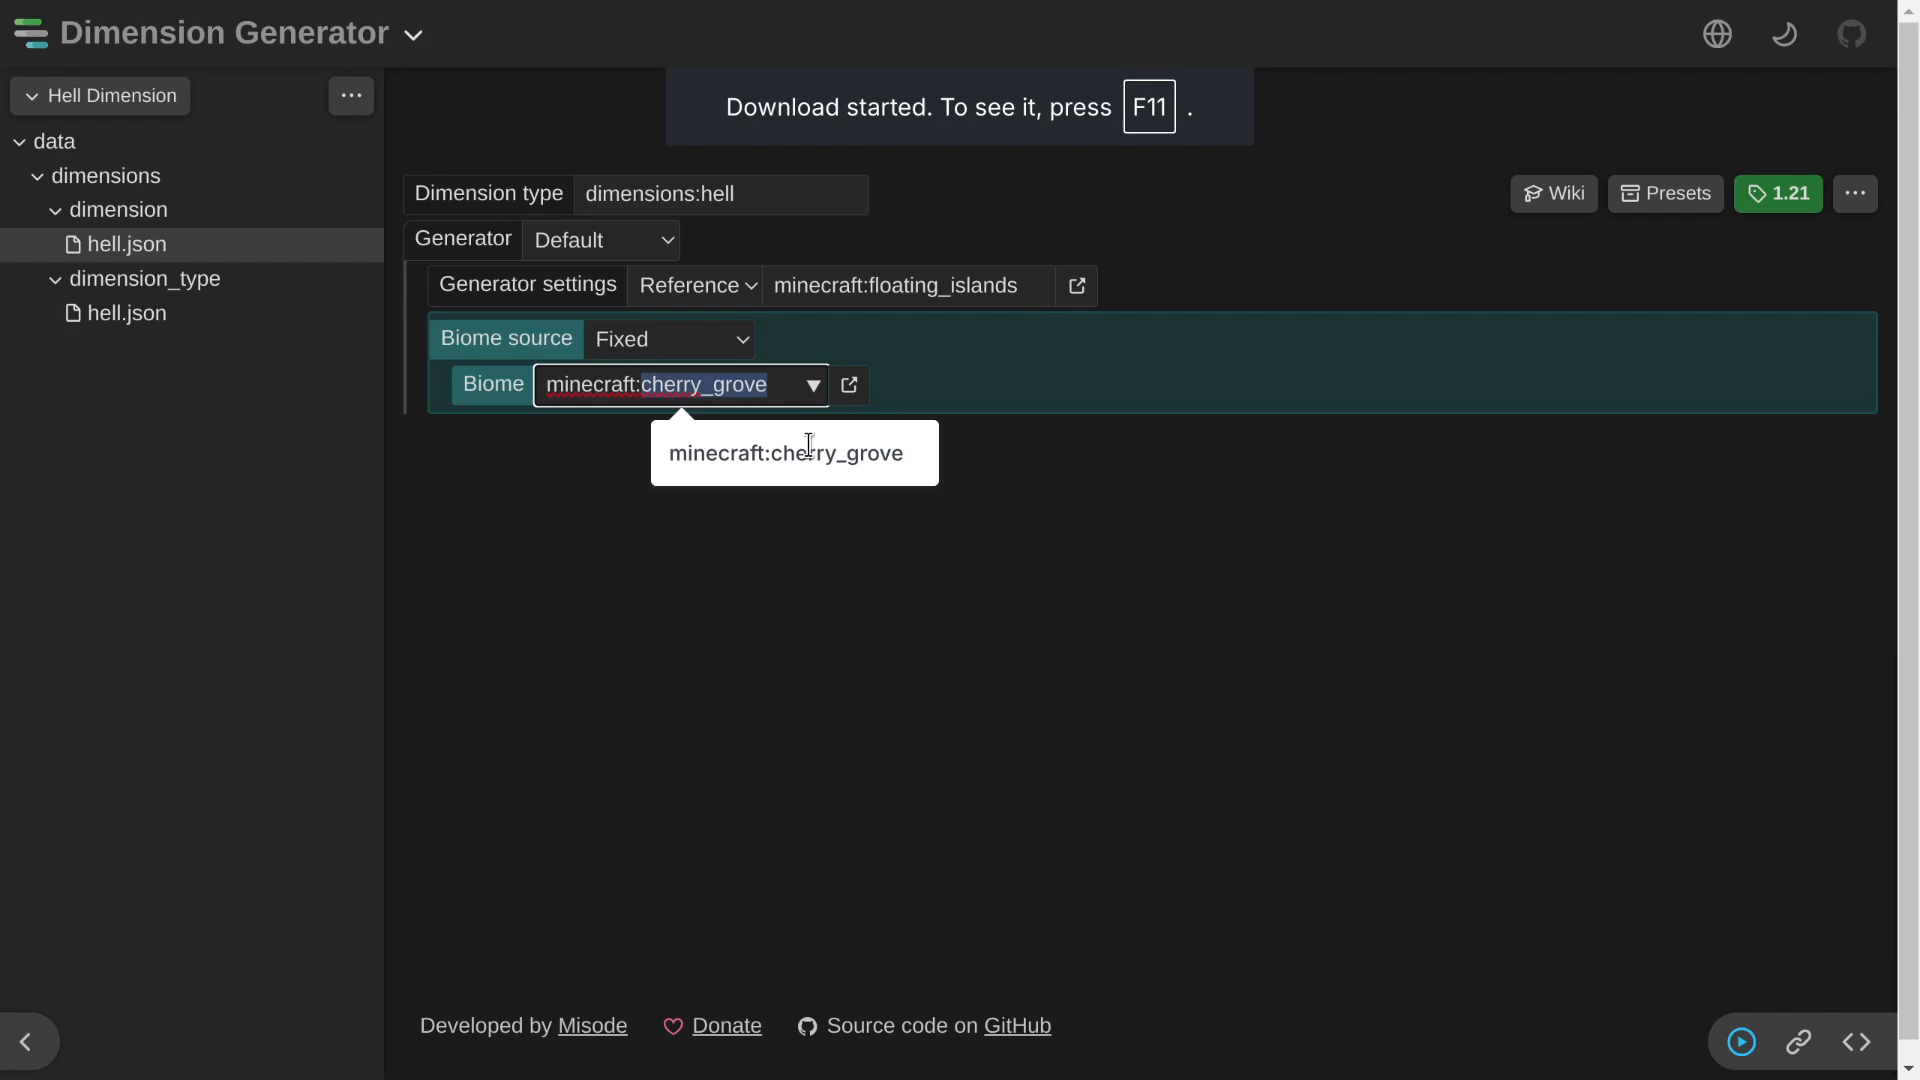 Dimension Generator
Hell Dimension
data
dimensions
dimension
hell.json
dimension_type
hell.json
Download started. To see it, press F11 .
Dimension type dimensions:hell
Wiki Presets 1.21
Generator Default
Generator settings Reference minecraft:floating_islands
Biome source Fixed
Biome minecraft:cherry_grove
minecraft:cherry_grove
Developed by Misode Donate Source code on GitHub